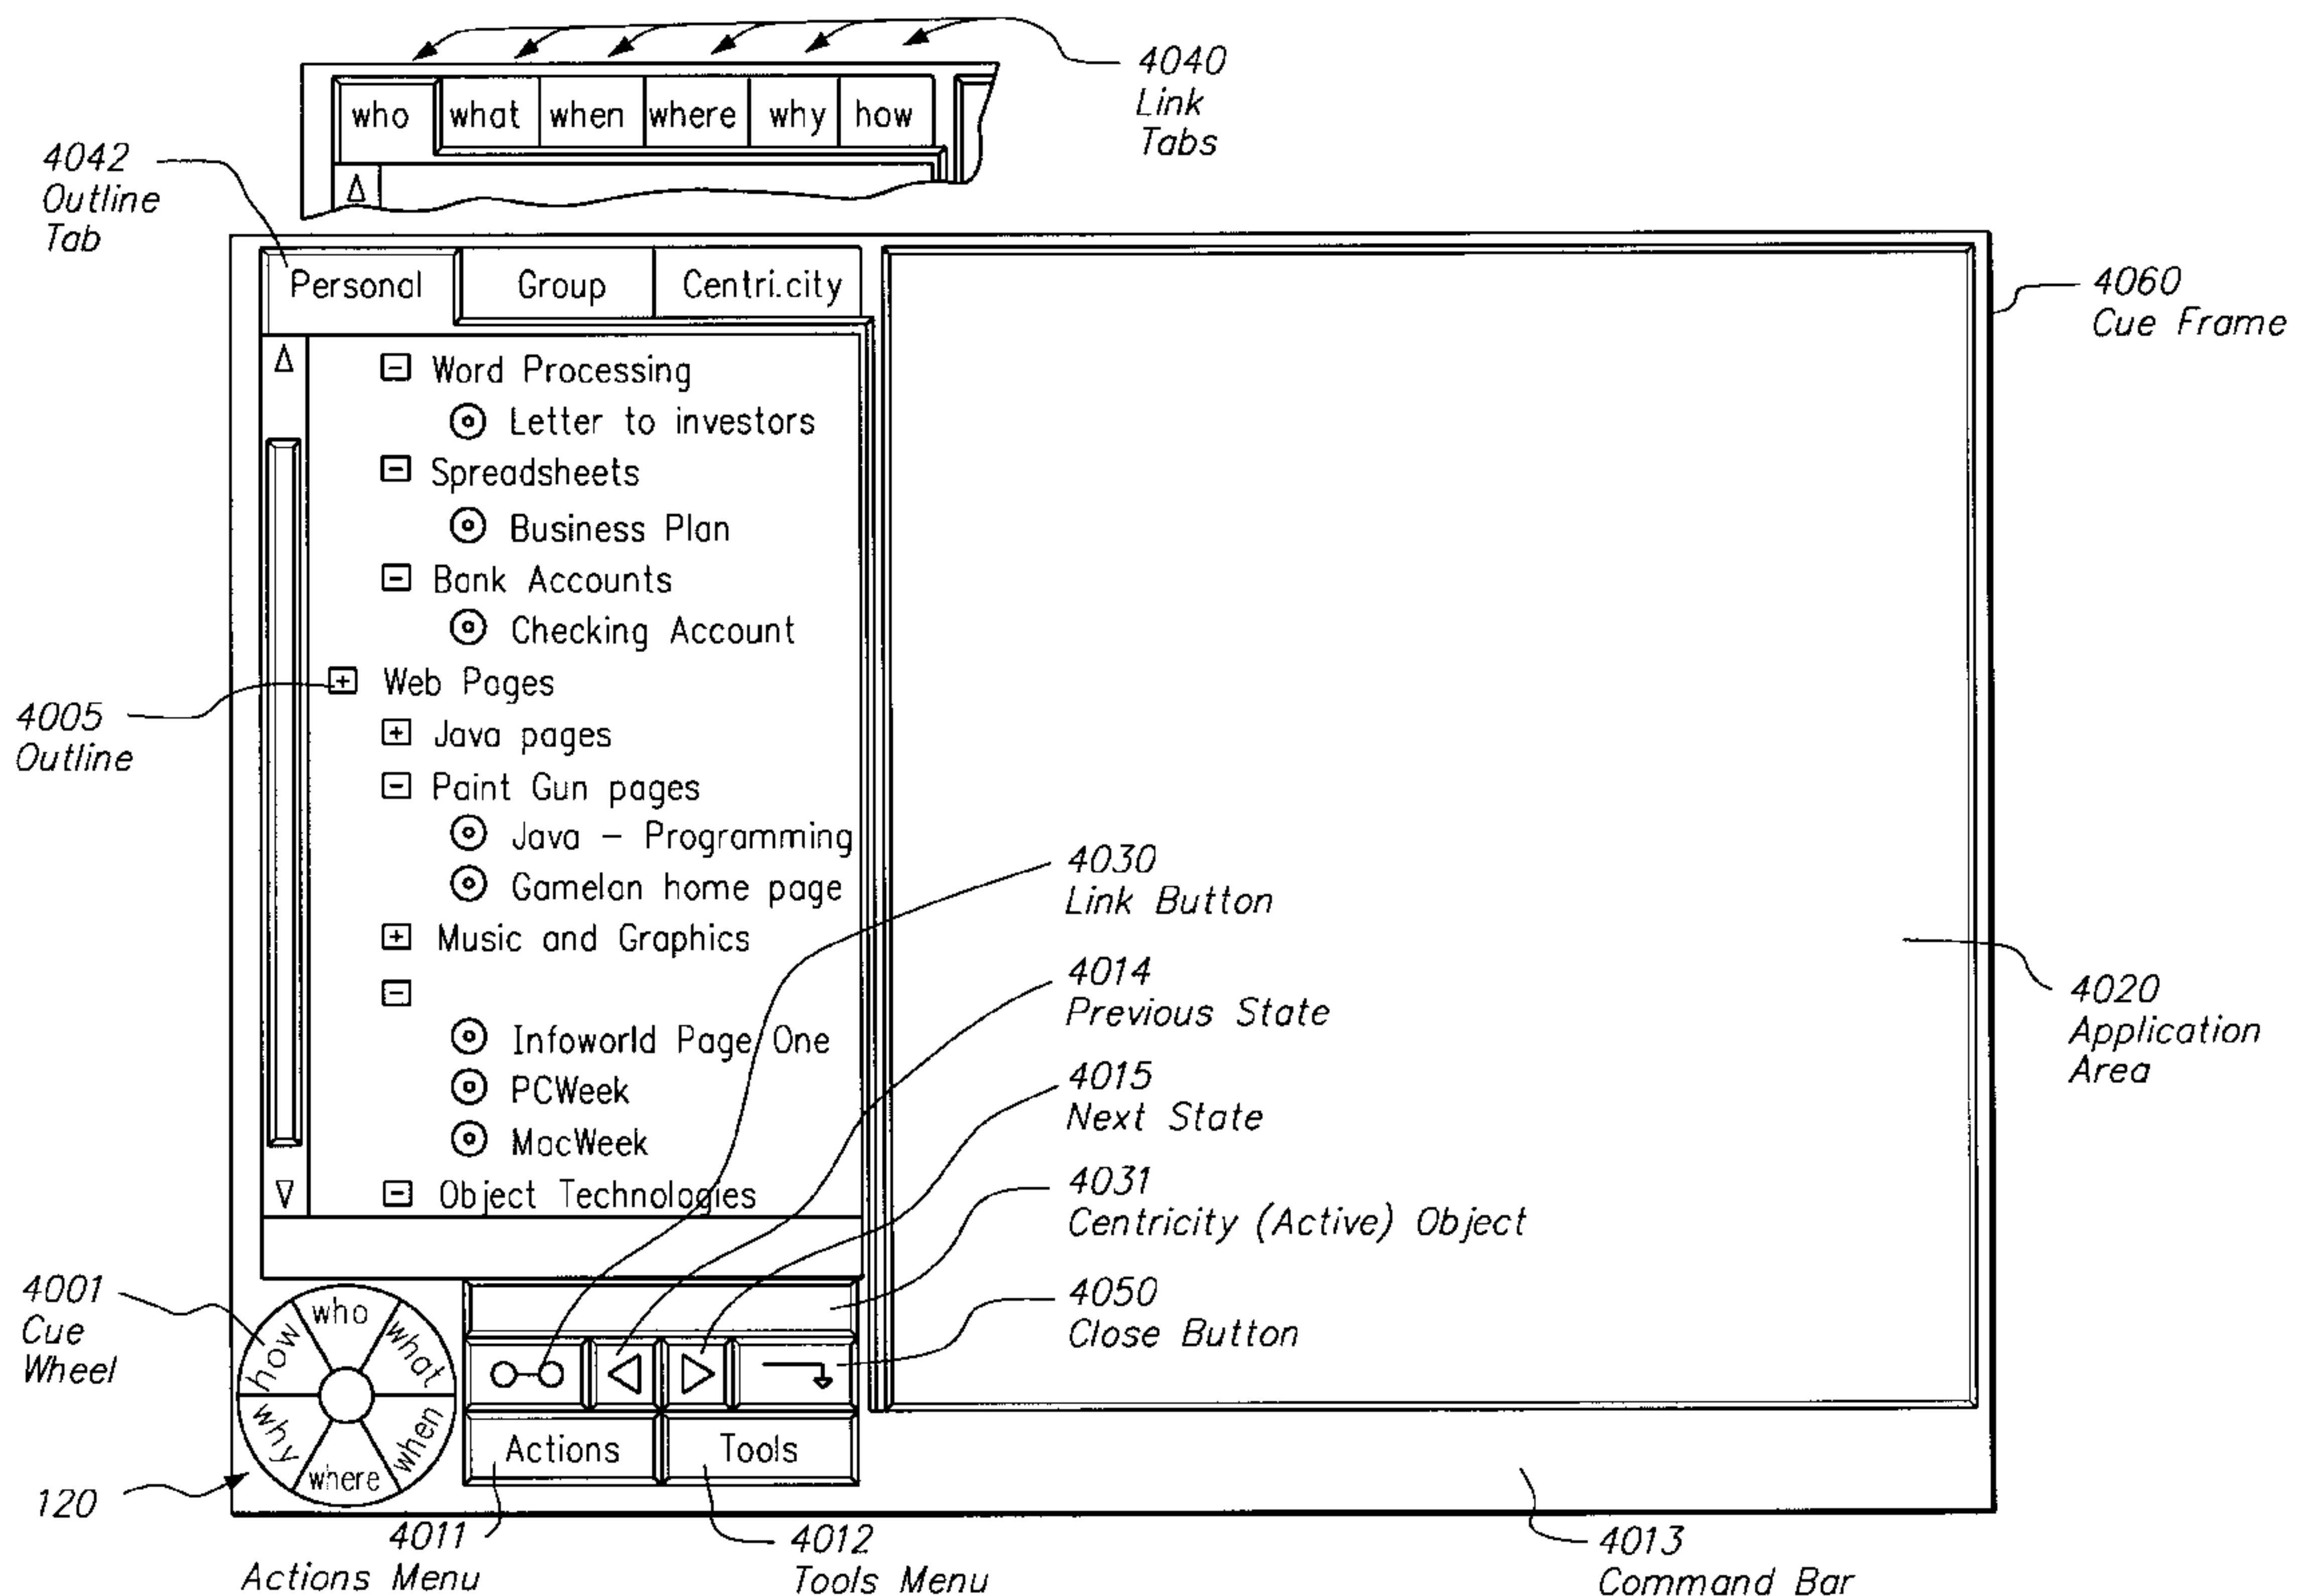 4040
Link
Tabs
who what when where why how
4042
Outline
Tab
Personal Group Centri.city
4060
Cue Frame
Word Processing
Letter to investors
Spreadsheets
Business Plan
Bank Accounts
Checking Account
Web Pages
4005
Outline
Java pages
Paint Gun pages
Java – Programming
Gamelan home page
Music and Graphics
Infoworld Page One
PCWeek
MacWeek
Object Technologies
4030
Link Button
4014
Previous State
4015
Next State
4031
Centricity (Active) Object
4050
Close Button
4020
Application
Area
4001
Cue
Wheel
who
what
when
where
why
how
120
Actions Tools
4011
Actions Menu
4012
Tools Menu
4013
Command Bar